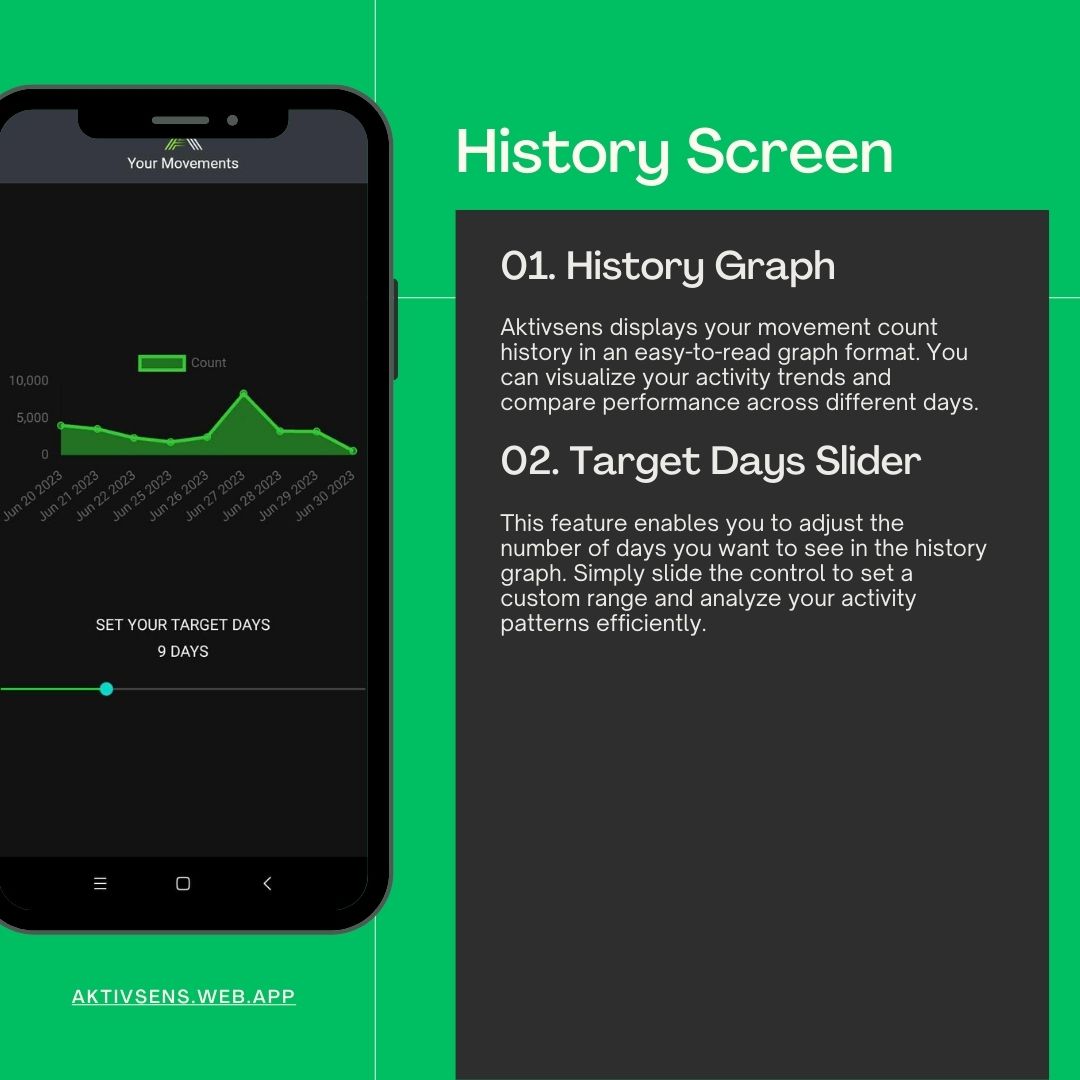 History Screen
Your Movements
Count
10,000
5,000
0
Jun 20 2023
Jun 21 2023
Jun 22 2023
Jun 25 2023
Jun 26 2023
Jun 27 2023
Jun 28 2023
Jun 29 2023
Jun 30 2023
SET YOUR TARGET DAYS
9 DAYS
AKTIVSENS.WEB.APP
01. History Graph
Aktivsens displays your movement count
history in an easy-to-read graph format. You
can visualize your activity trends and
compare performance across different days.
02. Target Days Slider
This feature enables you to adjust the
number of days you want to see in the history
graph. Simply slide the control to set a
custom range and analyze your activity
patterns efficiently.